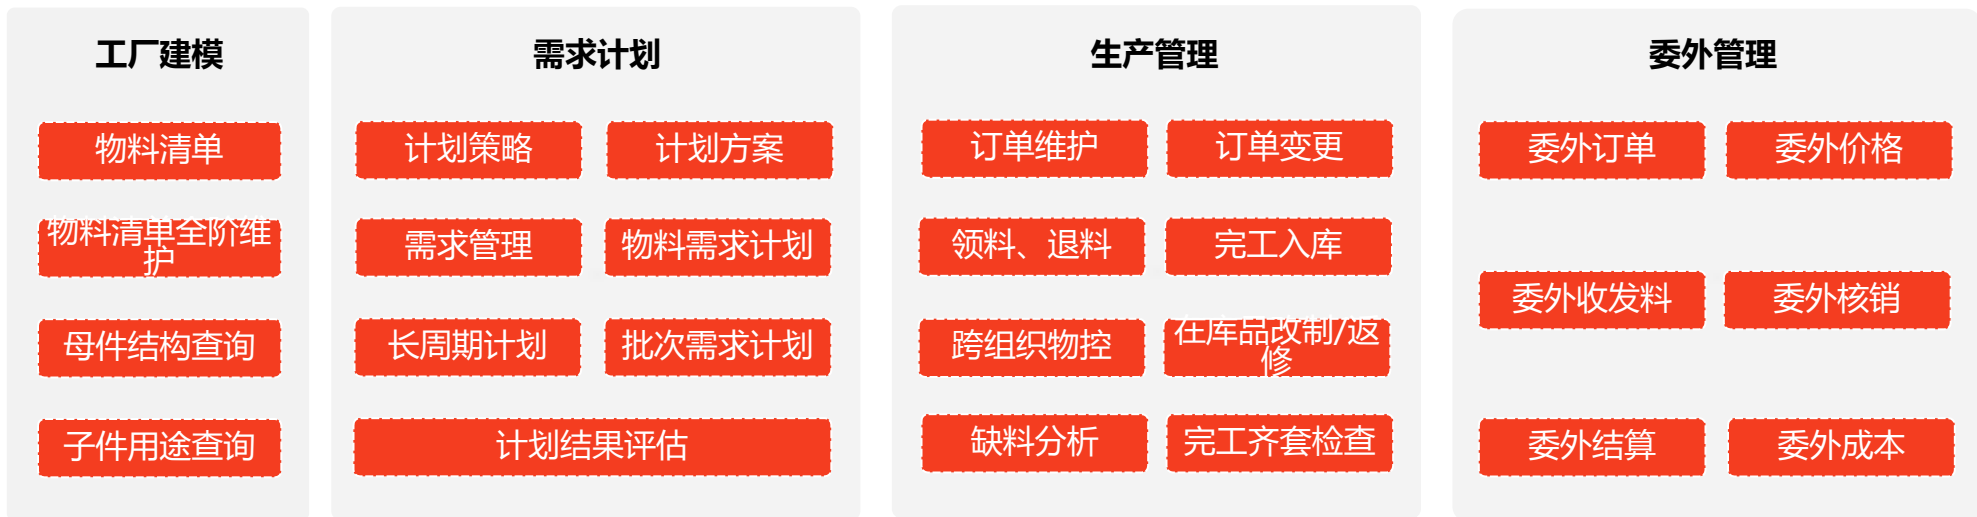 工厂建模
物料清单
物料清单全阶维
护
母件结构查询
子件用途查询
需求计划
计划策略
计划方案
需求管理
物料需求计划
长周期计划
批次需求计划
计划结果评估
生产管理
订单维护
订单变更
领料、退料
完工入库
跨组织物控
在库品改制/返
修
缺料分析
完工齐套检查
委外管理
委外订单
委外价格
委外收发料
委外核销
委外结算
委外成本